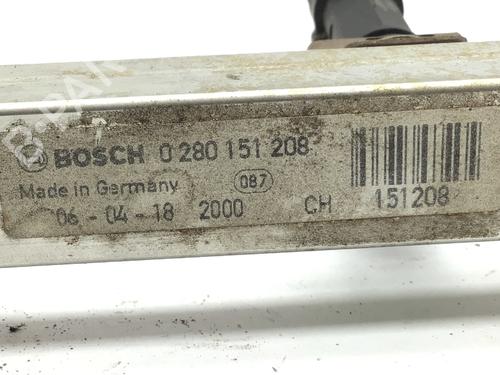 BOSCH 0 280 151 208
Made in Germany 087
06 - 04 - 18 2000 CH 151208